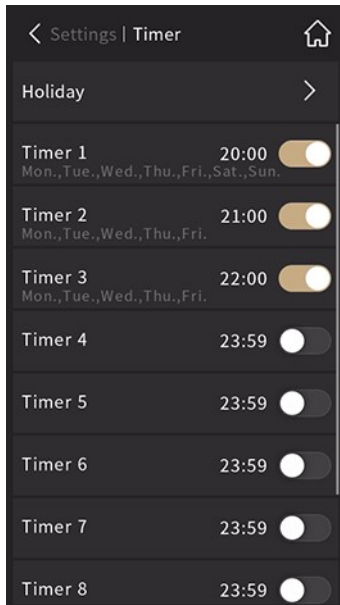 Settings | Timer
Holiday
Timer 1 20:00
Mon.,Tue.,Wed.,Thu.,Fri.,Sat.,Sun.
Timer 2 21:00
Mon.,Tue.,Wed.,Thu.,Fri.
Timer 3 22:00
Mon.,Tue.,Wed.,Thu.,Fri.
Timer 4 23:59
Timer 5 23:59
Timer 6 23:59
Timer 7 23:59
Timer 8 23:59